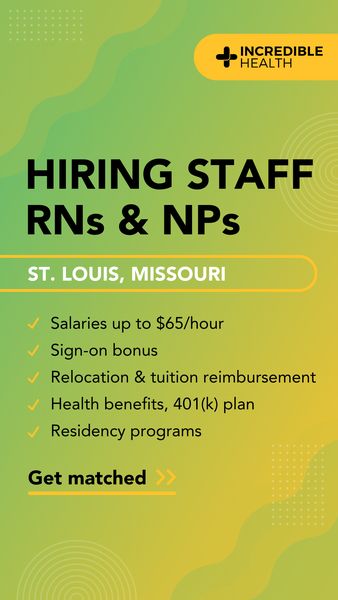 INCREDIBLE
HEALTH
HIRING STAFF
RNs & NPs
ST. LOUIS, MISSOURI
Salaries up to $65/hour
Sign-on bonus
Relocation & tuition reimbursement
Health benefits, 401(k) plan
Residency programs
Get matched